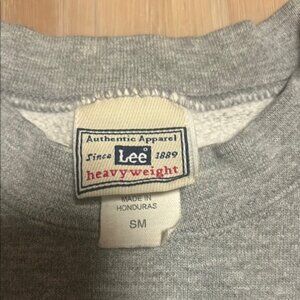 Authentic Apparel
Since Lee® 1889
heavyweight
MADE IN
HONDURAS
SM